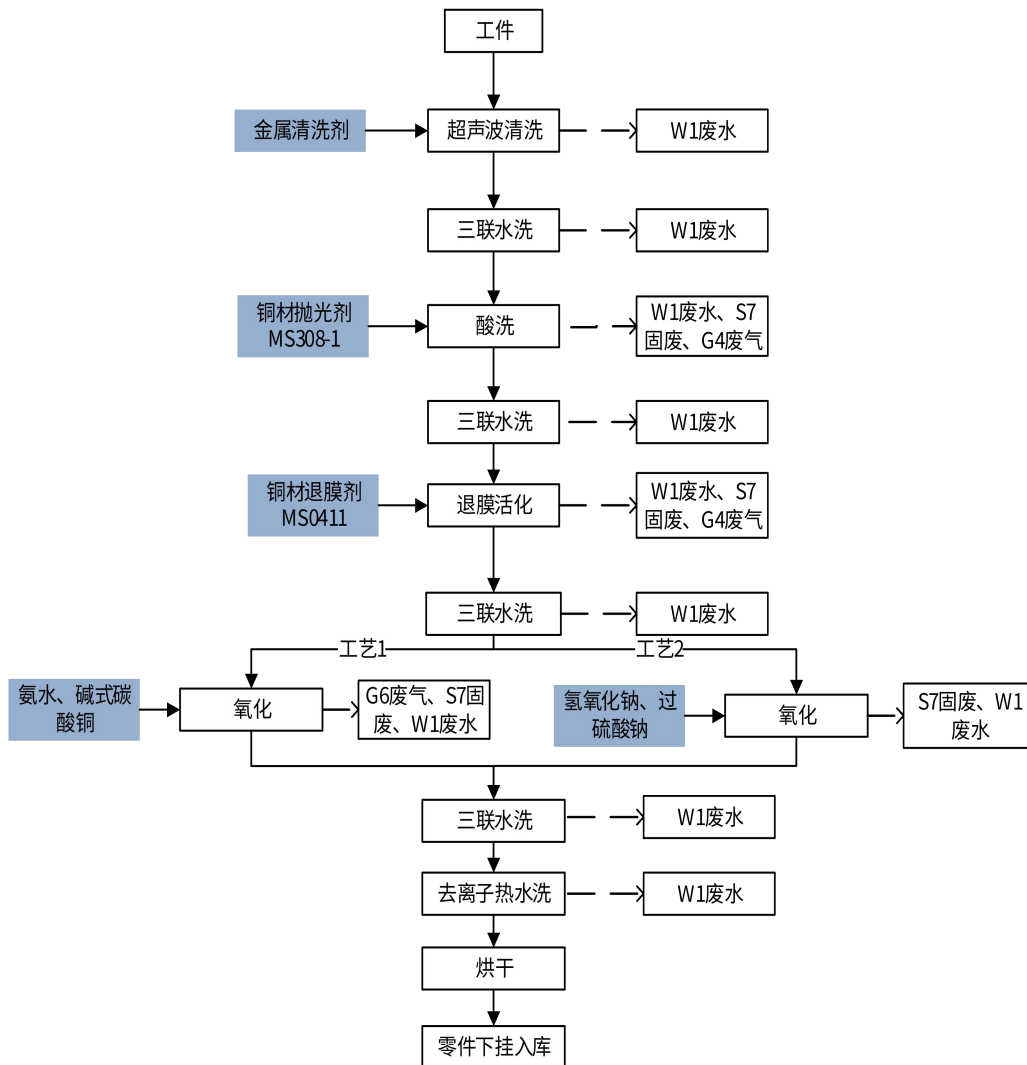 工件
金属清洗剂
超声波清洗
W1废水
三联水洗
W1废水
铜材抛光剂
MS308-1
酸洗
W1废水、S7
固废、G4废气
三联水洗
W1废水
铜材退膜剂
MS0411
退膜活化
W1废水、S7
固废、G4废气
三联水洗
W1废水
工艺1
工艺2
氨水、碱式碳
酸铜
氧化
G6废气、S7固
废、W1废水
氢氧化钠、过
硫酸钠
氧化
S7固废、W1
废水
三联水洗
W1废水
去离子热水洗
W1废水
烘干
零件下挂入库